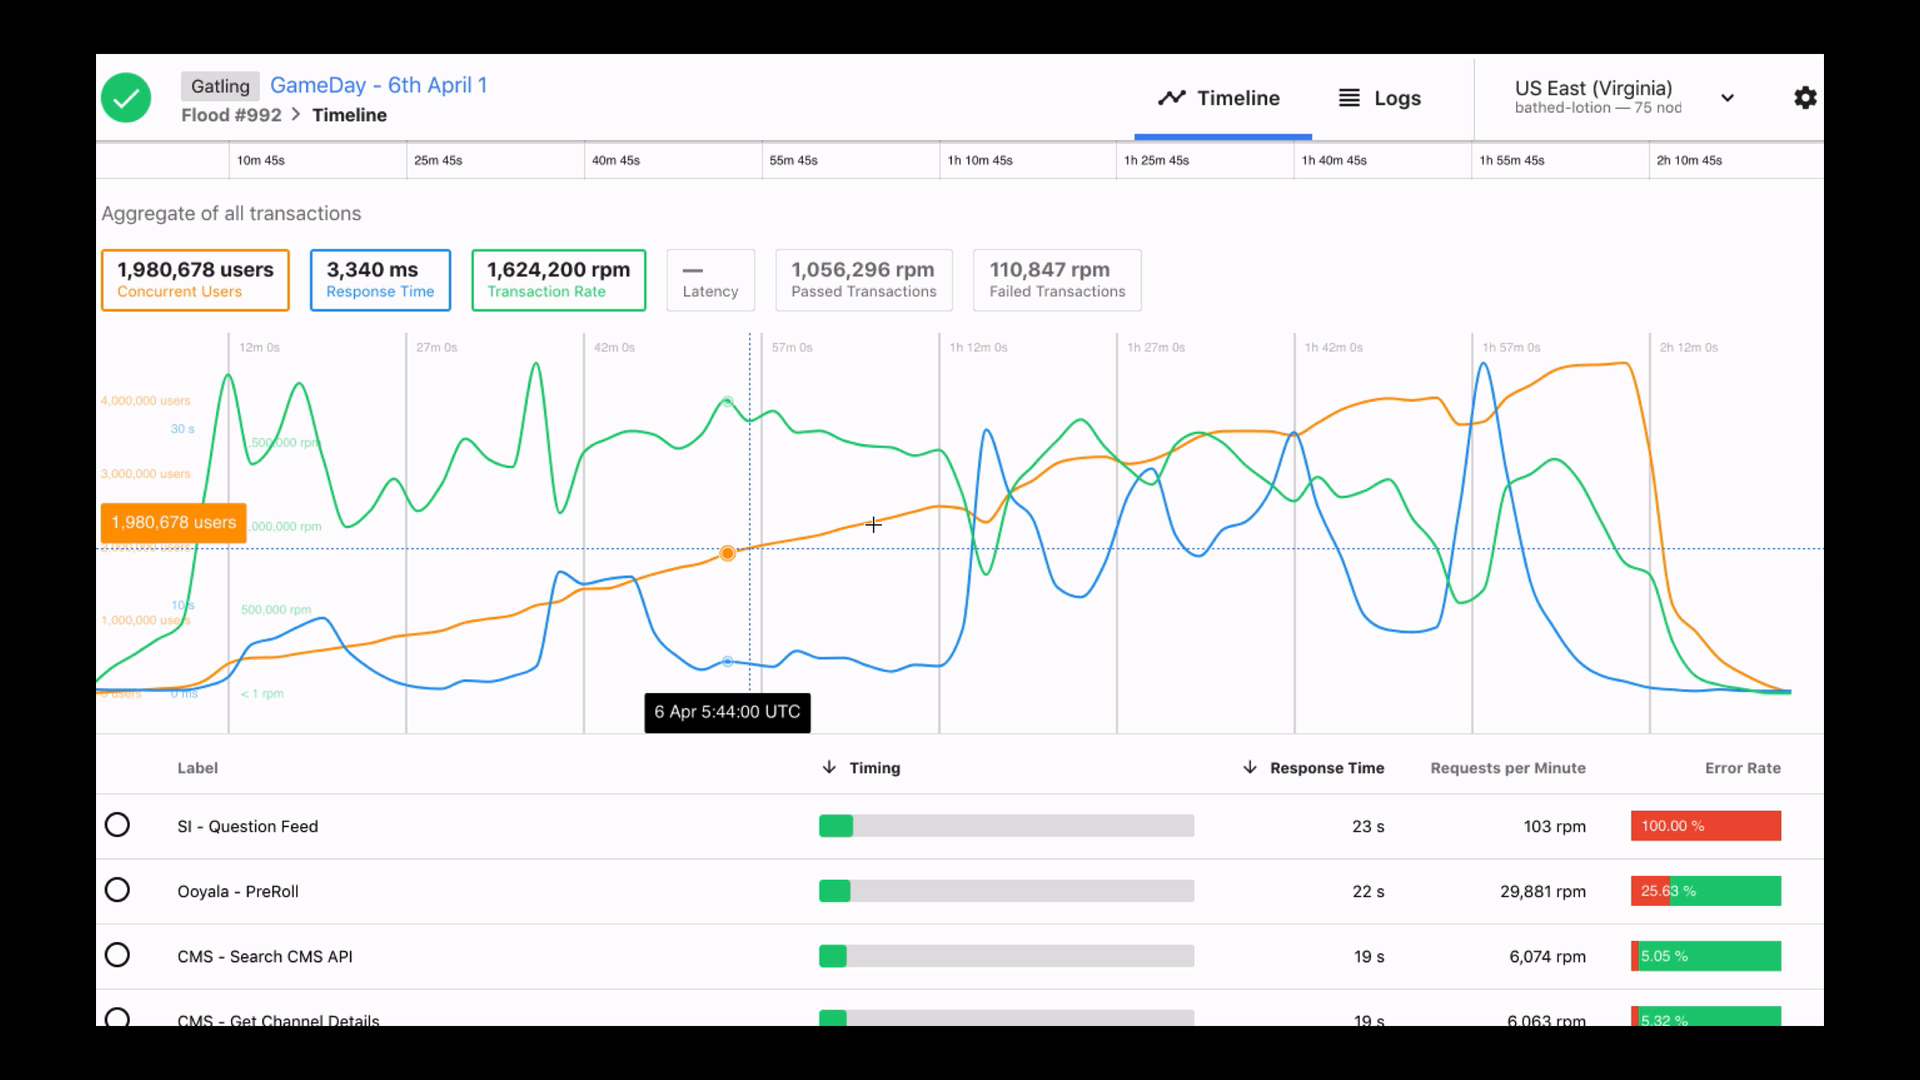 Gatling GameDay - 6th April 1
Flood #992 > Timeline
Timeline
Logs
US East (Virginia)
bathed-lotion — 75 nod
10m 45s 25m 45s 40m 45s 55m 45s 1h 10m 45s 1h 25m 45s 1h 40m 45s 1h 55m 45s 2h 10m 45s
Aggregate of all transactions
1,980,678 users
Concurrent Users
3,340 ms
Response Time
1,624,200 rpm
Transaction Rate
—
Latency
1,056,296 rpm
Passed Transactions
110,847 rpm
Failed Transactions
12m 0s 27m 0s 42m 0s 57m 0s 1h 12m 0s 1h 27m 0s 1h 42m 0s 1h 57m 0s 2h 12m 0s
4,000,000 users
30 s
,500,000 rpm
3,000,000 users
1,980,678 users
,000,000 rpm
10 s
500,000 rpm
1,000,000 users
0 users 0 ms < 1 rpm
6 Apr 5:44:00 UTC
Label Timing Response Time Requests per Minute Error Rate
SI - Question Feed 23 s 103 rpm 100.00 %
Ooyala - PreRoll 22 s 29,881 rpm 25.63 %
CMS - Search CMS API 19 s 6,074 rpm 5.05 %
CMS - Get Channel Details 19 s 6,063 rpm 5.32 %